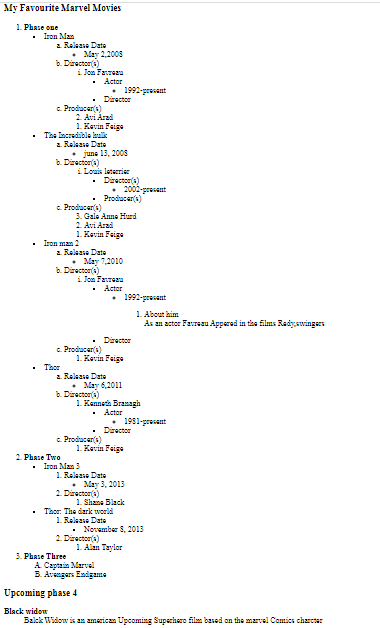 My Favourite Marvel Movies
1. Phase one
• Iron Man
a. Release Date
• May 2,2008
b. Director(s)
i. Jon Favreau
• Actor
• 1992-present
• Director
c. Producer(s)
2. Avi Arad
1. Kevin Feige
• The Incredible hulk
a. Release Date
• june 13, 2008
b. Director(s)
i. Louis leterrier
• Director(s)
• 2002-present
• Producer(s)
c. Producer(s)
3. Gale Anne Hurd
2. Avi Arad
1. Kevin Feige
• Iron man 2
a. Release Date
• May 7,2010
b. Director(s)
i. Jon Favreau
• Actor
• 1992-present
1. About him
As an actor Favreau Appered in the films Rudy,swingers
• Director
c. Producer(s)
1. Kevin Feige
• Thor
a. Release Date
• May 6,2011
b. Director(s)
1. Kenneth Branagh
• Actor
• 1981-present
• Director
c. Producer(s)
1. Kevin Feige
2. Phase Two
• Iron Man 3
1. Release Date
• May 3, 2013
2. Director(s)
1. Shane Black
• Thor: The dark world
1. Release Date
• November 8, 2013
2. Director(s)
1. Alan Taylor
3. Phase Three
A. Captain Marvel
B. Avengers Endgame
Upcoming phase 4
Black widow
Balck Widow is an american Upcoming Superhero film based on the marvel Comics charcter